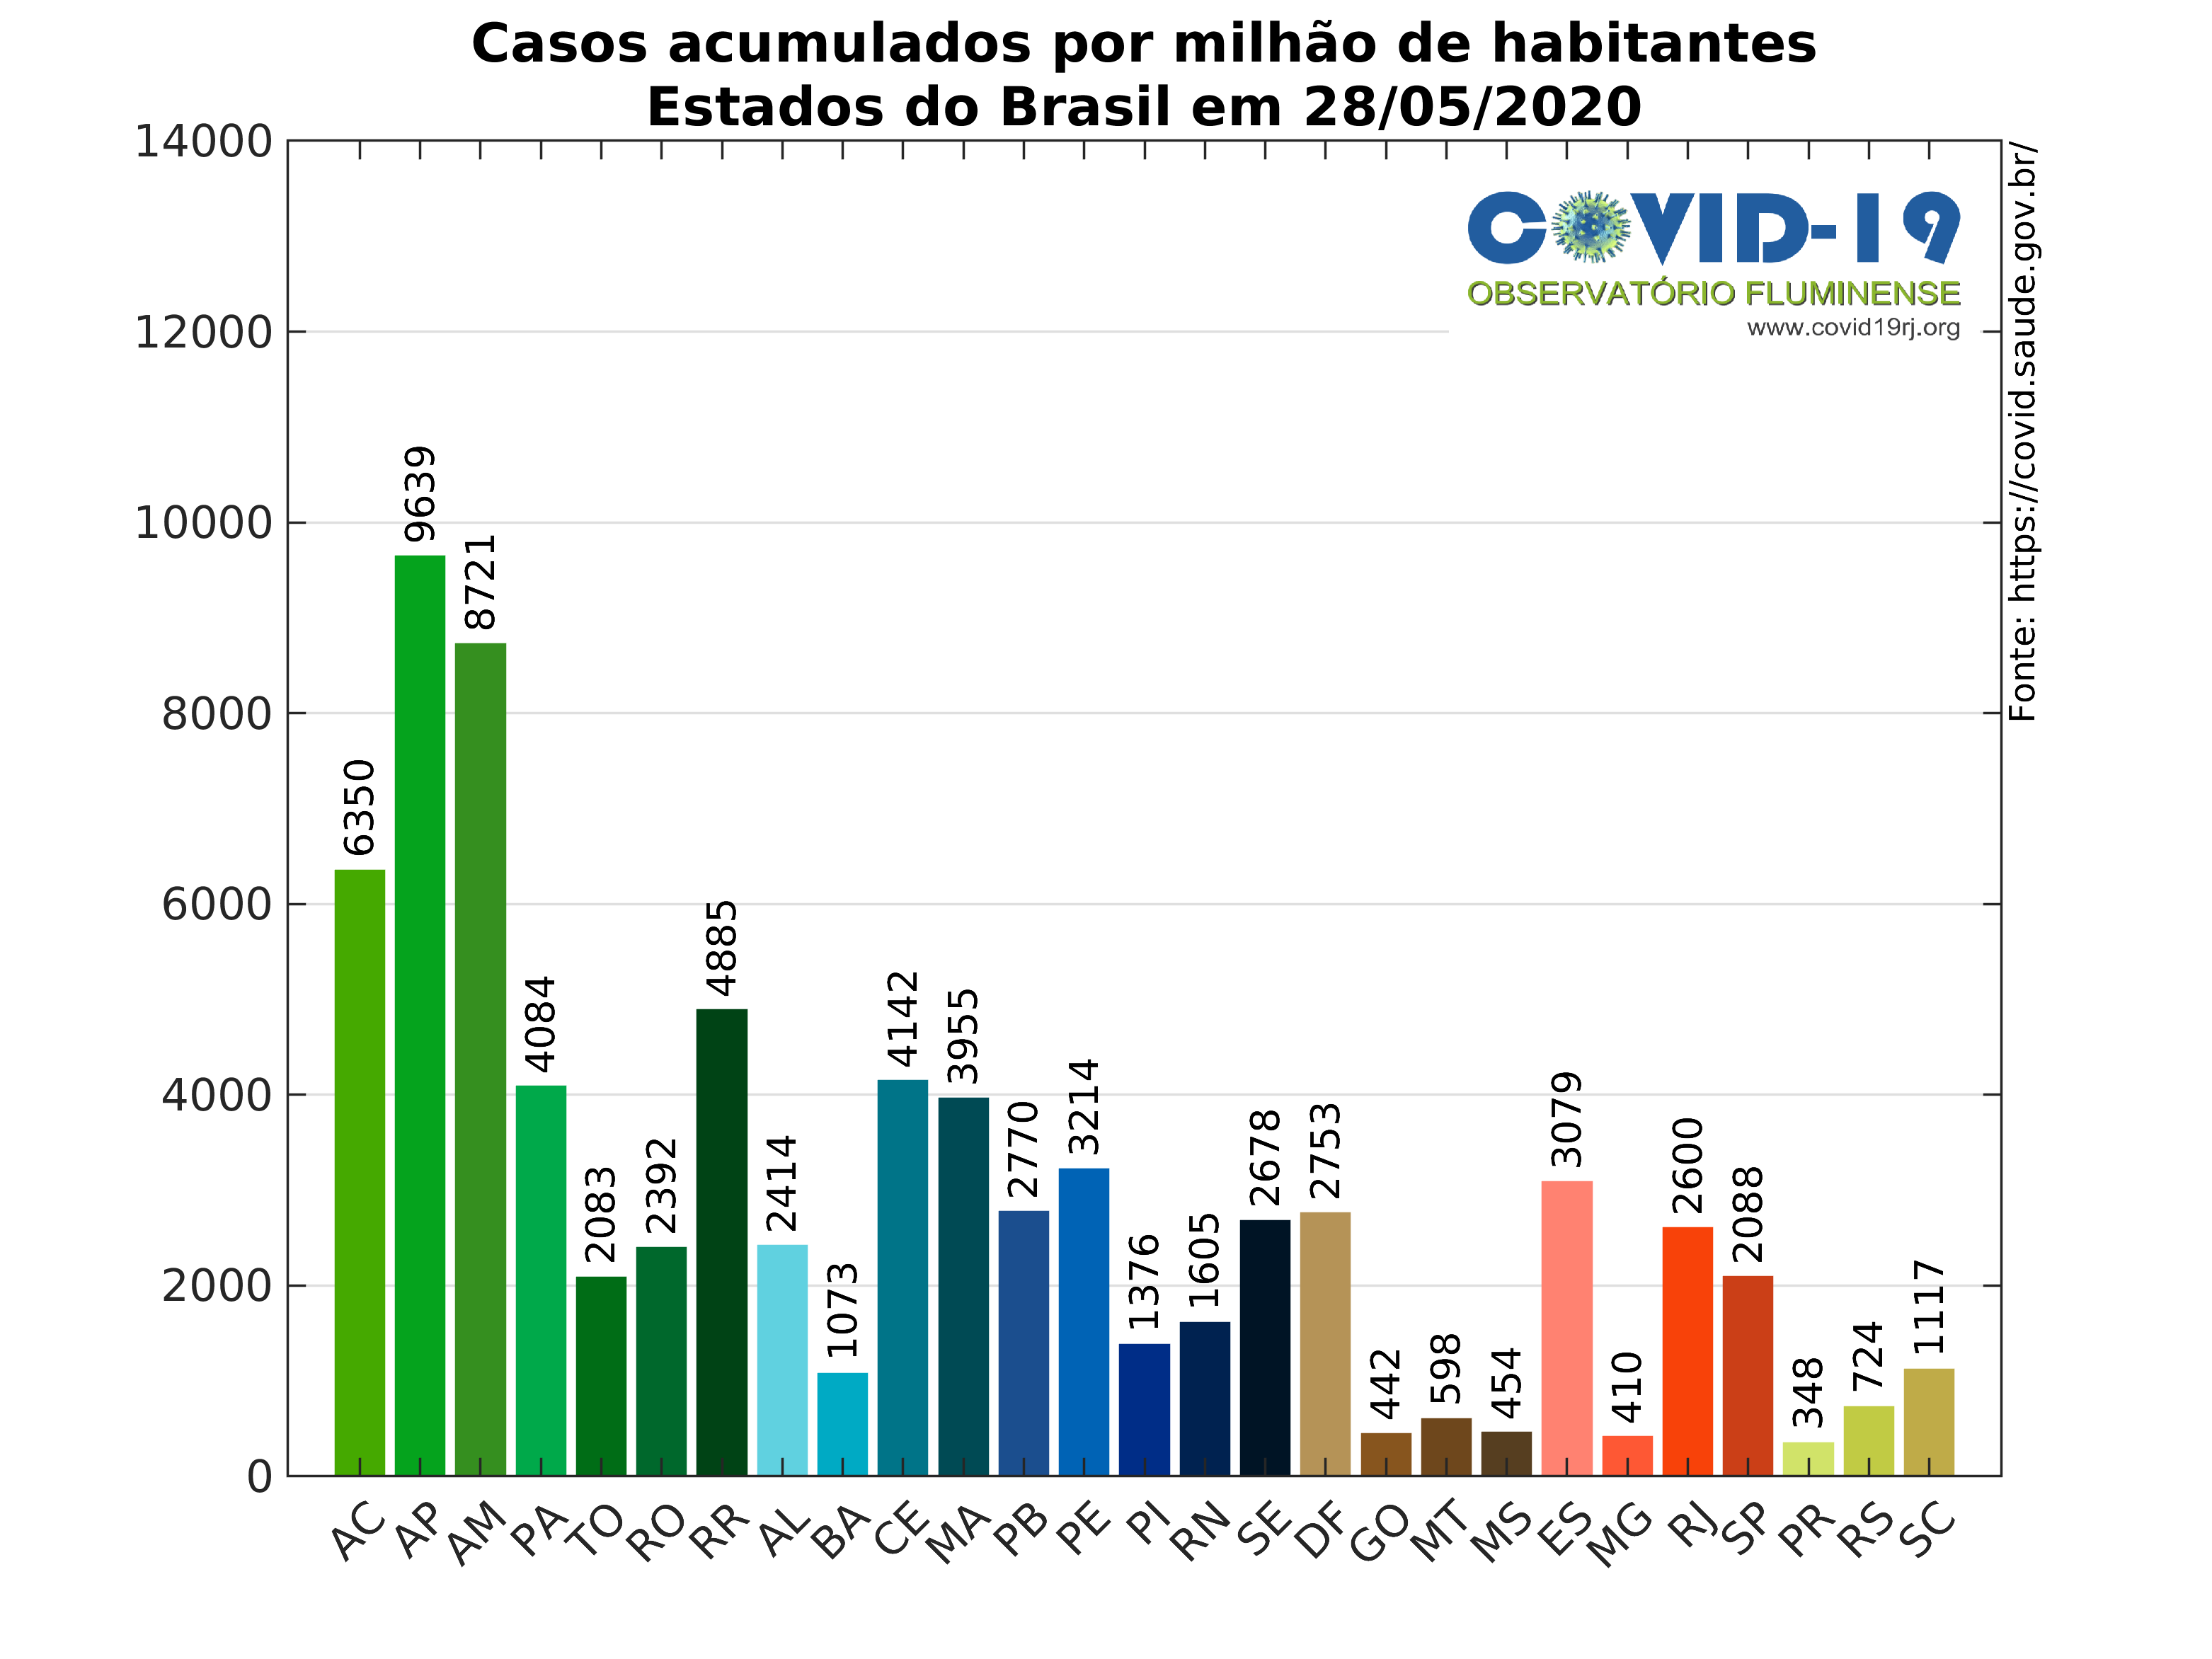 Casos acumulados por milhão de habitantes
Estados do Brasil em 28/05/2020
14000
12000
10000
8000
6000
4000
2000
0
COVID-19
OBSERVATÓRIO FLUMINENSE
www.covid19rj.org
Fonte: https://covid.saude.gov.br/
6350
9639
8721
4084
2083
2392
4885
2414
1073
4142
3955
2770
3214
1376
1605
2678
2753
442
598
454
3079
410
2600
2088
348
724
1117
AC
AP
AM
PA
TO
RO
RR
AL
BA
CE
MA
PB
PE
PI
RN
SE
DF
GO
MT
MS
ES
MG
RJ
SP
PR
RS
SC